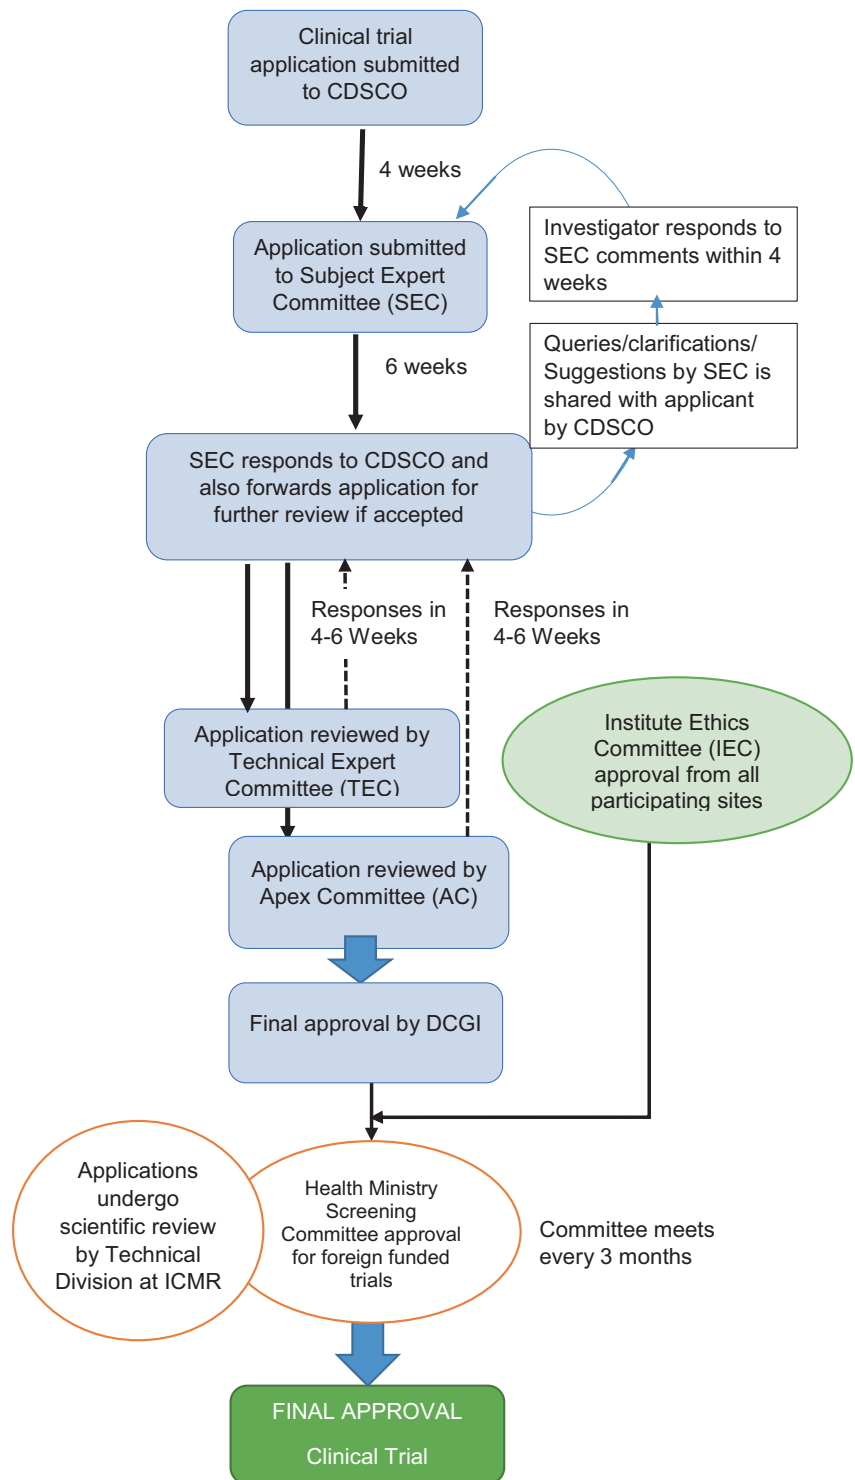 Clinical trial
application submitted
to CDSCO
4 weeks
Application submitted
to Subject Expert
Committee (SEC)
Investigator responds to
SEC comments within 4
weeks
6 weeks
Queries/clarifications/
Suggestions by SEC is
shared with applicant
by CDSCO
SEC responds to CDSCO and
also forwards application for
further review if accepted
Responses in
4-6 Weeks
Responses in
4-6 Weeks
Application reviewed by
Technical Expert
Committee (TEC)
Institute Ethics
Committee (IEC)
approval from all
participating sites
Application reviewed by
Apex Committee (AC)
Final approval by DCGI
Applications
undergo
scientific review
by Technical
Division at ICMR
Health Ministry
Screening
Committee approval
for foreign funded
trials
Committee meets
every 3 months
FINAL APPROVAL
Clinical Trial